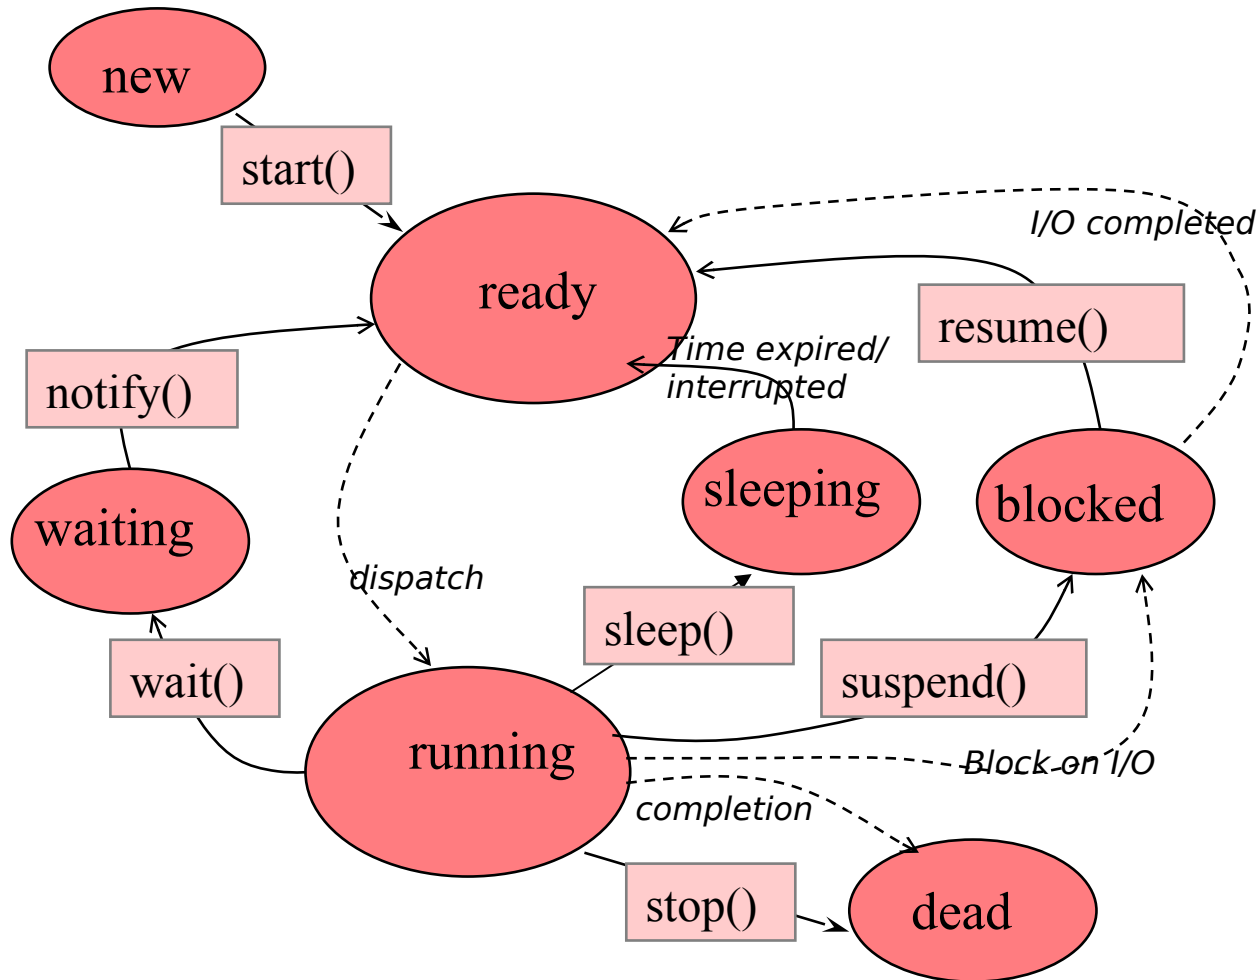 new
start()
I/O completed
ready
resume()
Time expired/
interrupted
notify()
sleeping
blocked
waiting
dispatch
sleep()
wait()
suspend()
running
Block on I/O
completion
stop()
dead